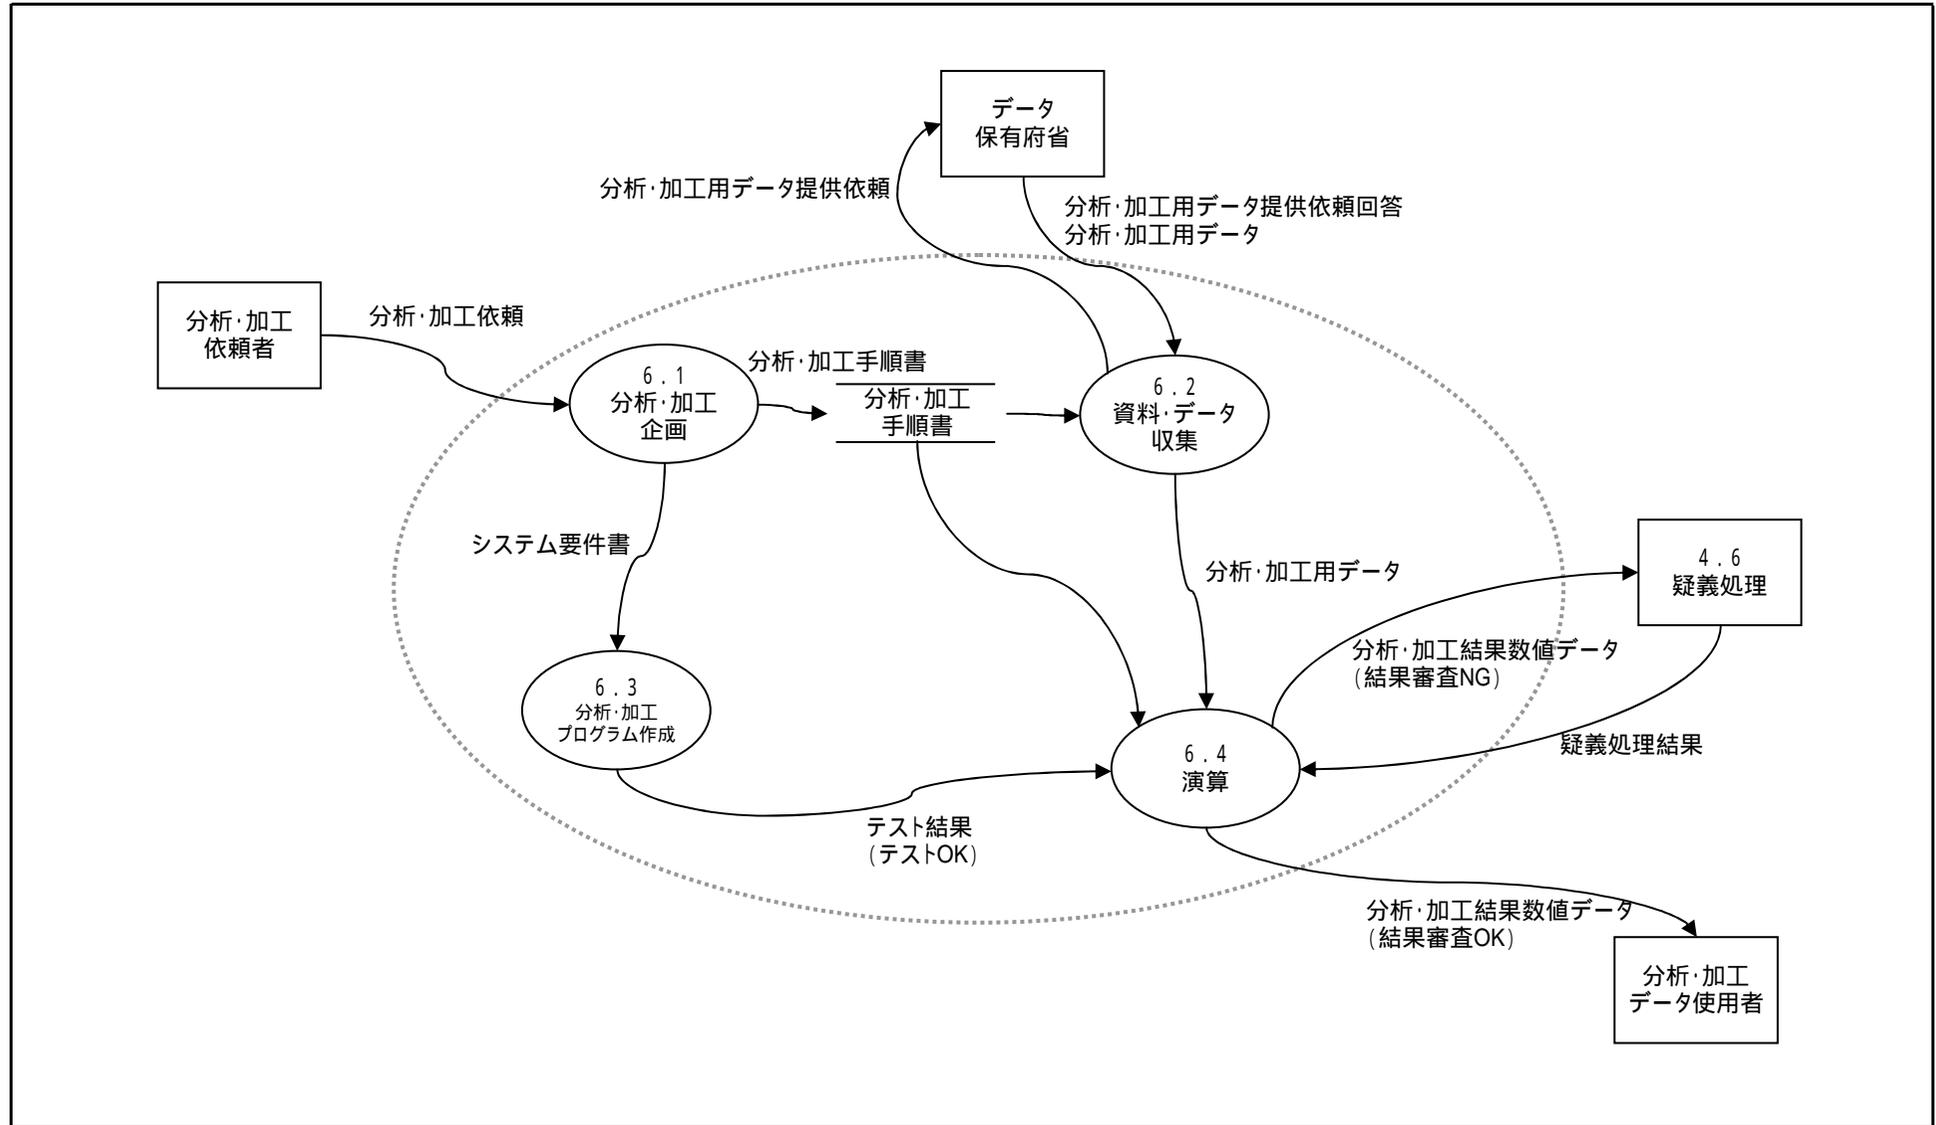 データ
保有府省
分析･加工用データ提供依頼
分析･加工用データ提供依頼回答
分析･加工用データ
分析･加工
依頼者
分析･加工依頼
6.1
分析･加工
企画
分析･加工手順書
分析･加工
手順書
6.2
資料･データ
収集
システム要件書
分析･加工用データ
4.6
疑義処理
分析･加工結果数値データ
(結果審査NG)
6.3
分析･加工
プログラム作成
6.4
演算
疑義処理結果
テスト結果
(テストOK)
分析･加工結果数値データ
(結果審査OK)
分析･加工
データ使用者